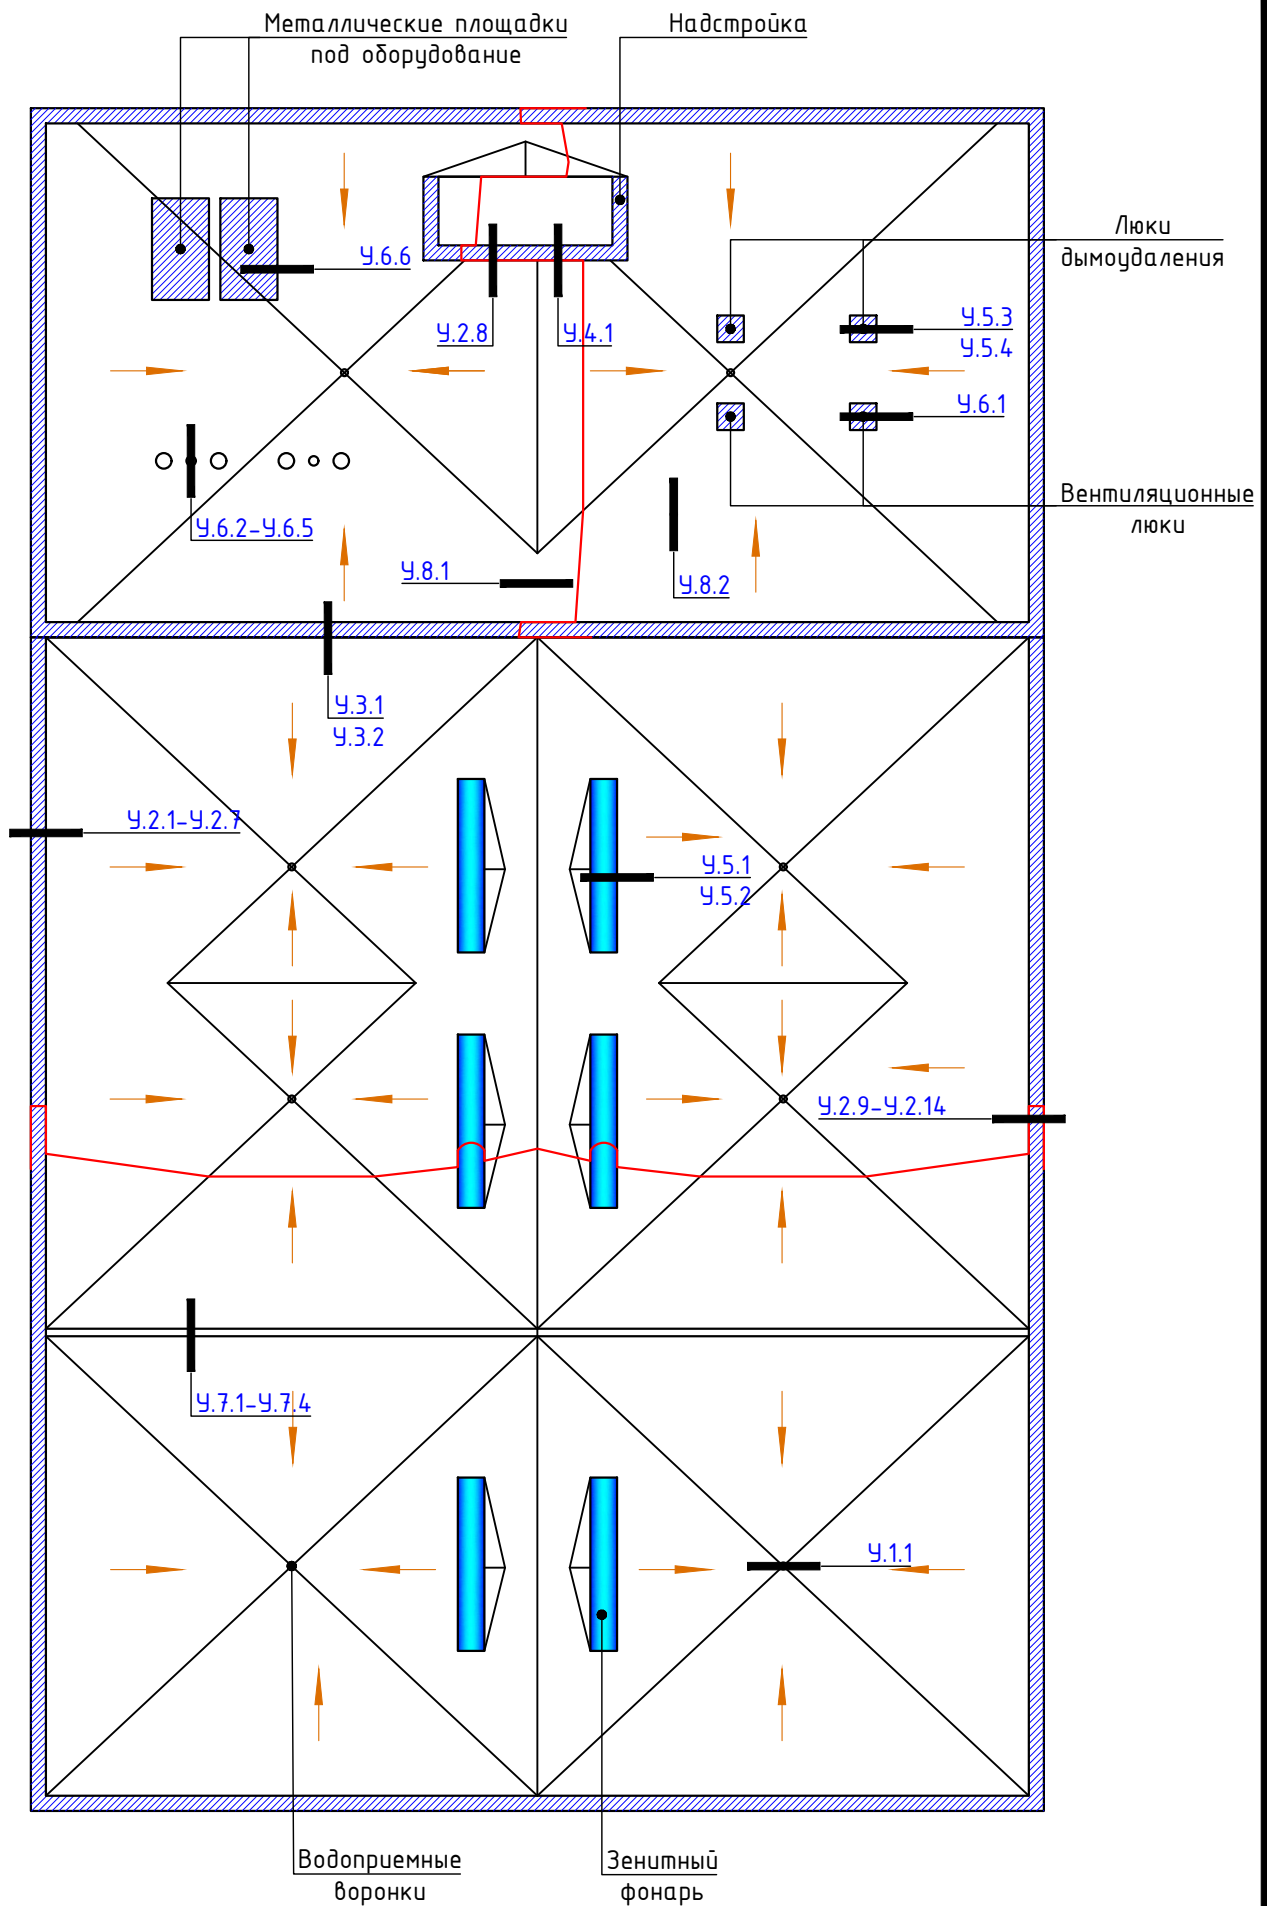 Металлические площадки
под оборудование
Надстройка
Люки
дымоудаления
У.6.6
У.2.8
У.4.1
У.5.3
У.5.4
У.6.1
Вентиляционные
люки
У.6.2-У.6.5
У.8.1
У.8.2
У.3.1
У.3.2
У.2.1-У.2.7
У.5.1
У.5.2
У.2.9-У.2.14
У.7.1-У.7.4
У.1.1
Водоприемные
воронки
Зенитный
фонарь